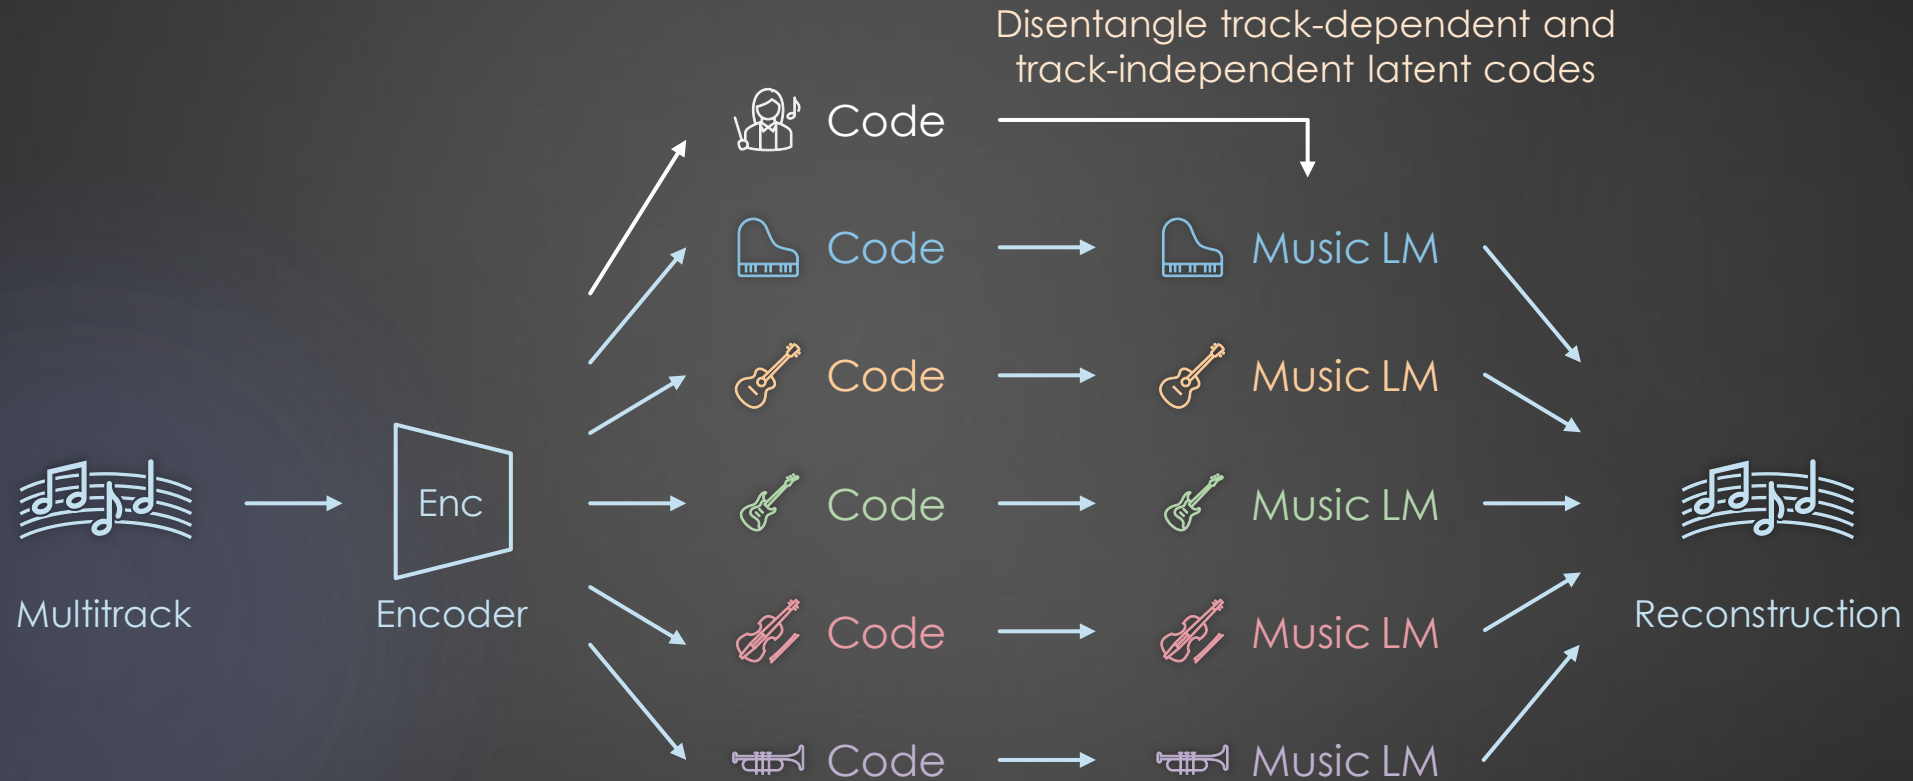 Disentangle track-dependent and
track-independent latent codes
Code
Code
Music LM
Code
Music LM
Enc
Code
Music LM
Multitrack
Encoder
Code
Music LM
Reconstruction
Code
Music LM